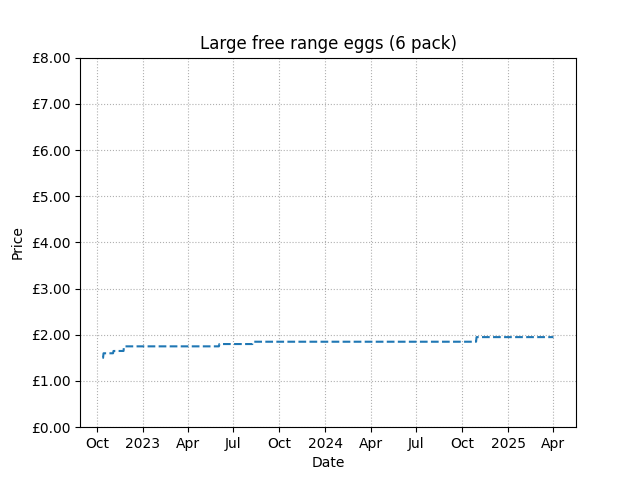 Large free range eggs (6 pack)
£8.00
£7.00
£6.00
£5.00
£4.00
£3.00
£2.00
£1.00
£0.00
Price
Oct 2023 Apr Jul Oct 2024 Apr Jul Oct 2025 Apr
Date